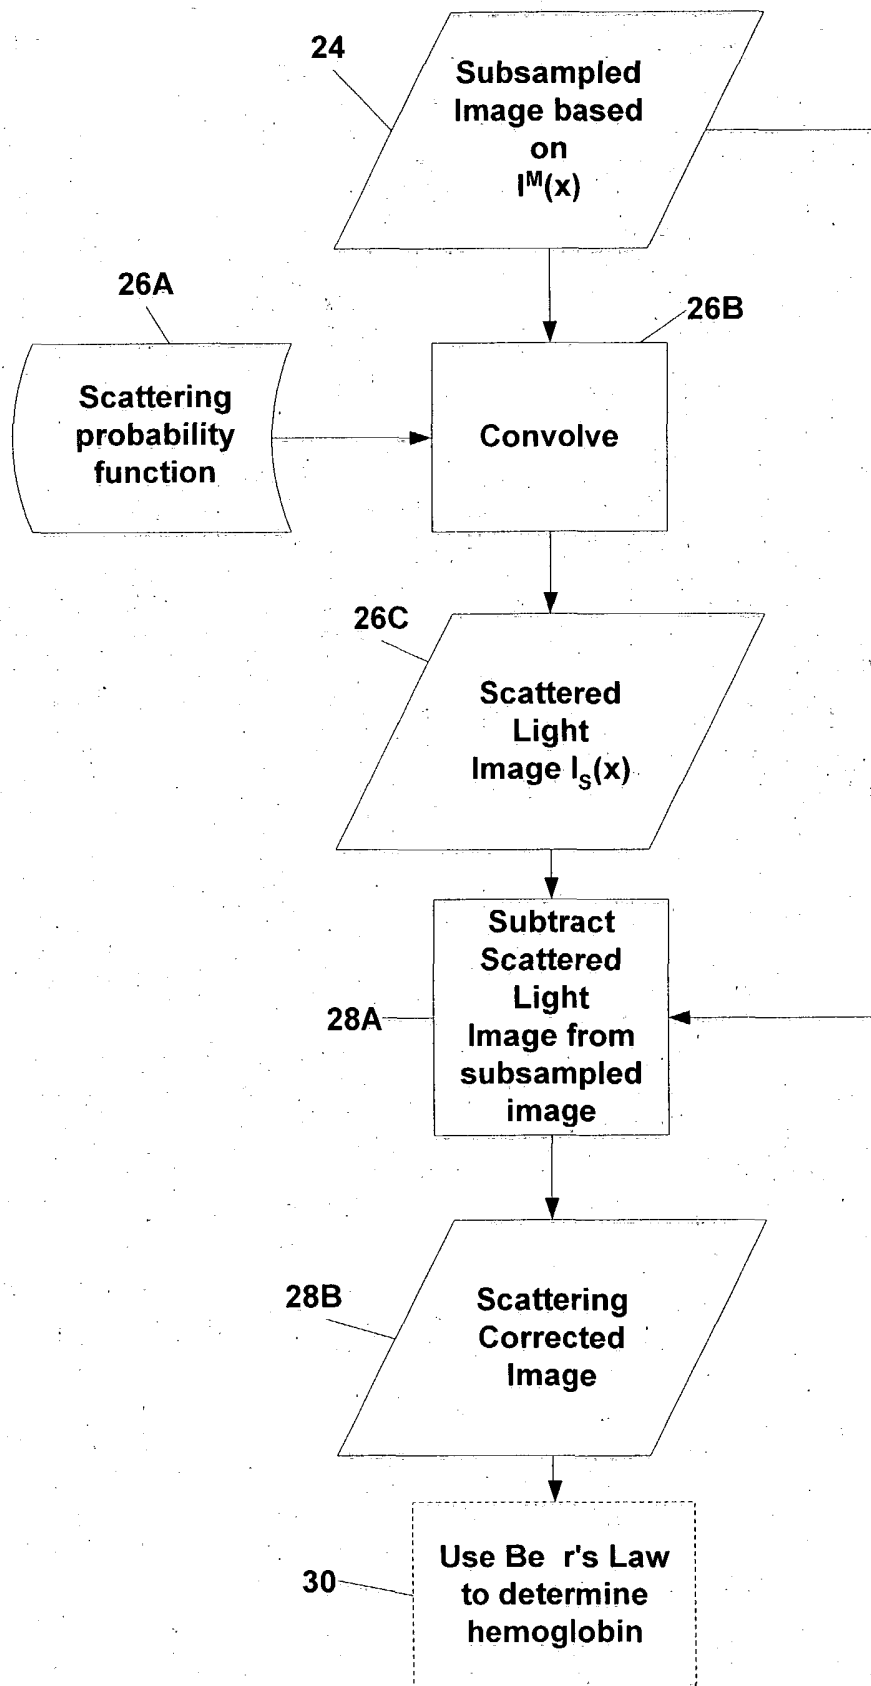 24
Subsampled
Image based
on
I^M(x)
26A
26B
Scattering
probability
function
Convolve
26C
Scattered
Light
Image I_S(x)
28A
Subtract
Scattered
Light
Image from
subsampled
image
28B
Scattering
Corrected
Image
30
Use Be r's Law
to determine
hemoglobin